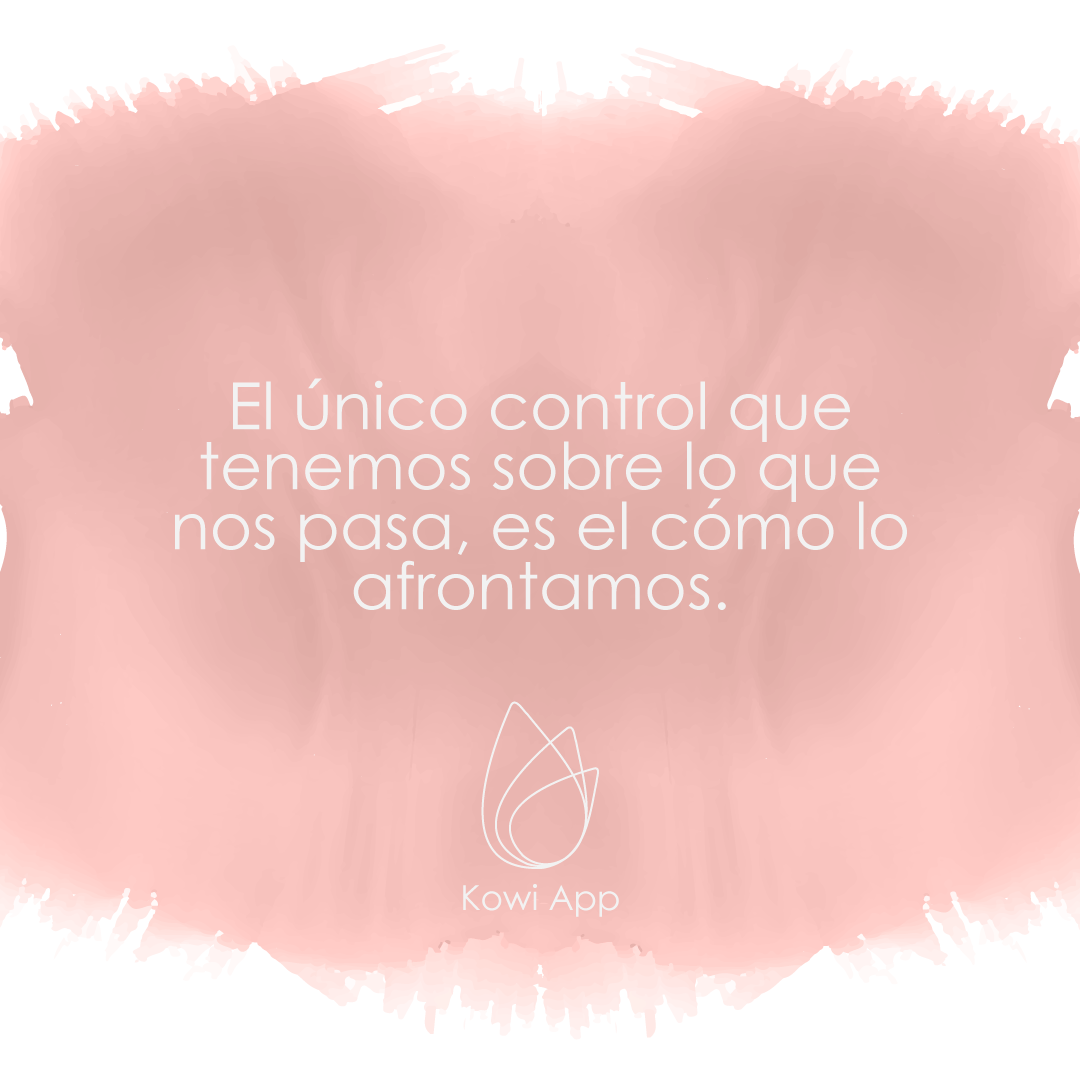 El único control que
tenemos sobre lo que
nos pasa, es el cómo lo
afrontamos.
Kowi App